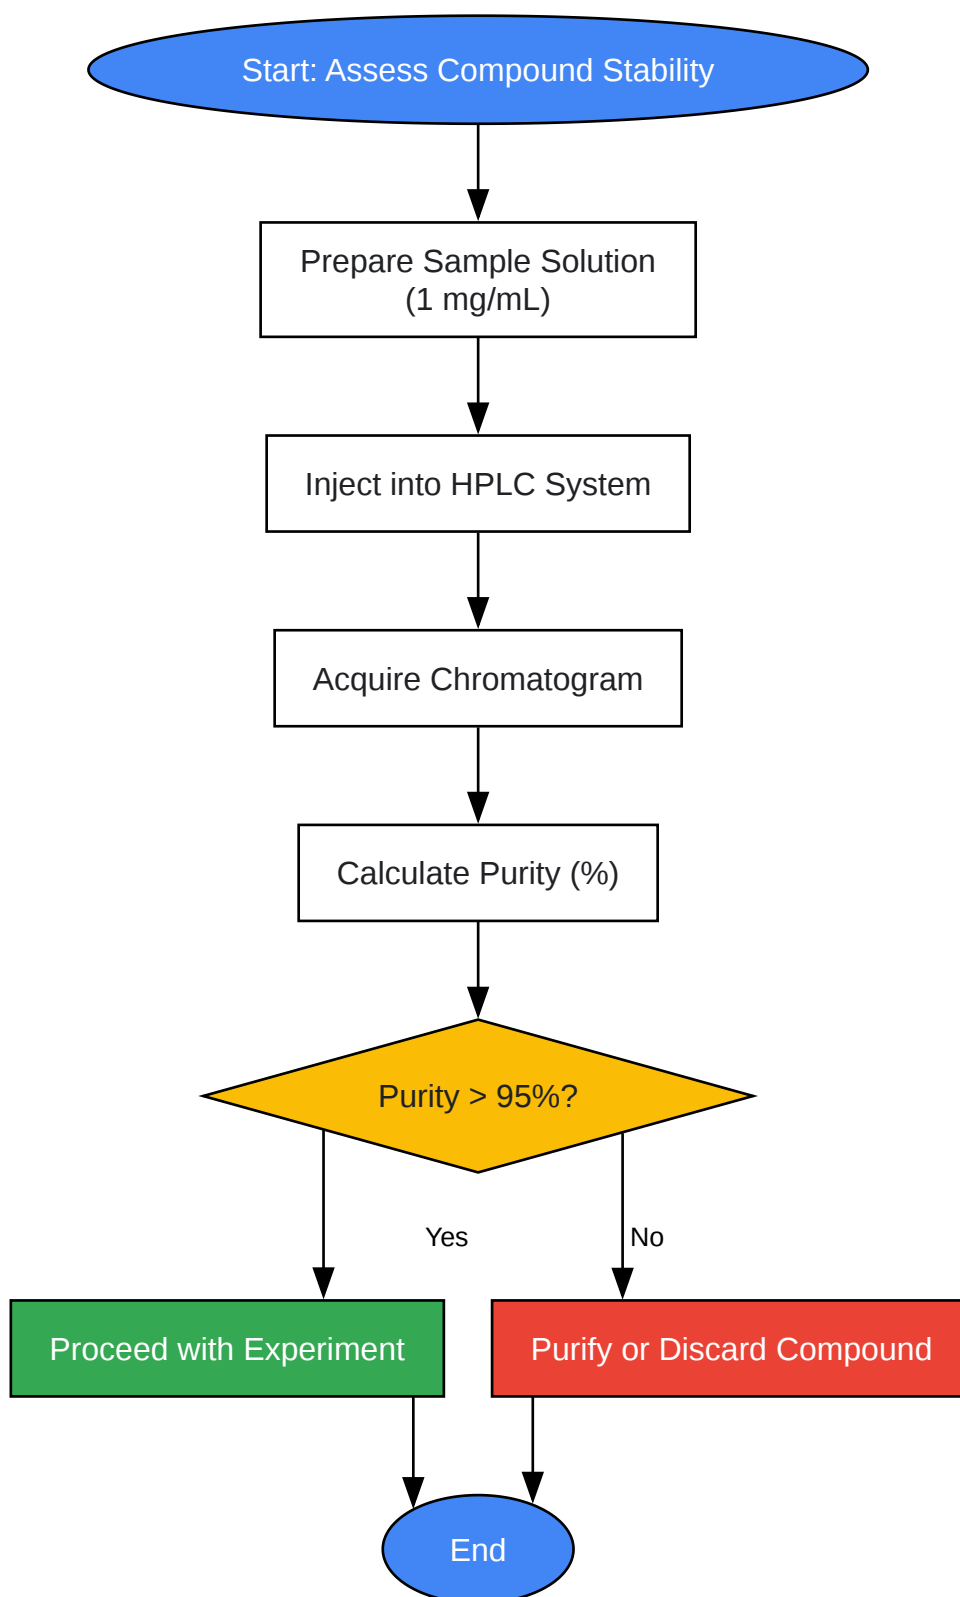 Start: Assess Compound Stability
Prepare Sample Solution
(1 mg/mL)
Inject into HPLC System
Acquire Chromatogram
Calculate Purity (%)
Purity > 95%?
Yes
No
Proceed with Experiment
Purify or Discard Compound
End